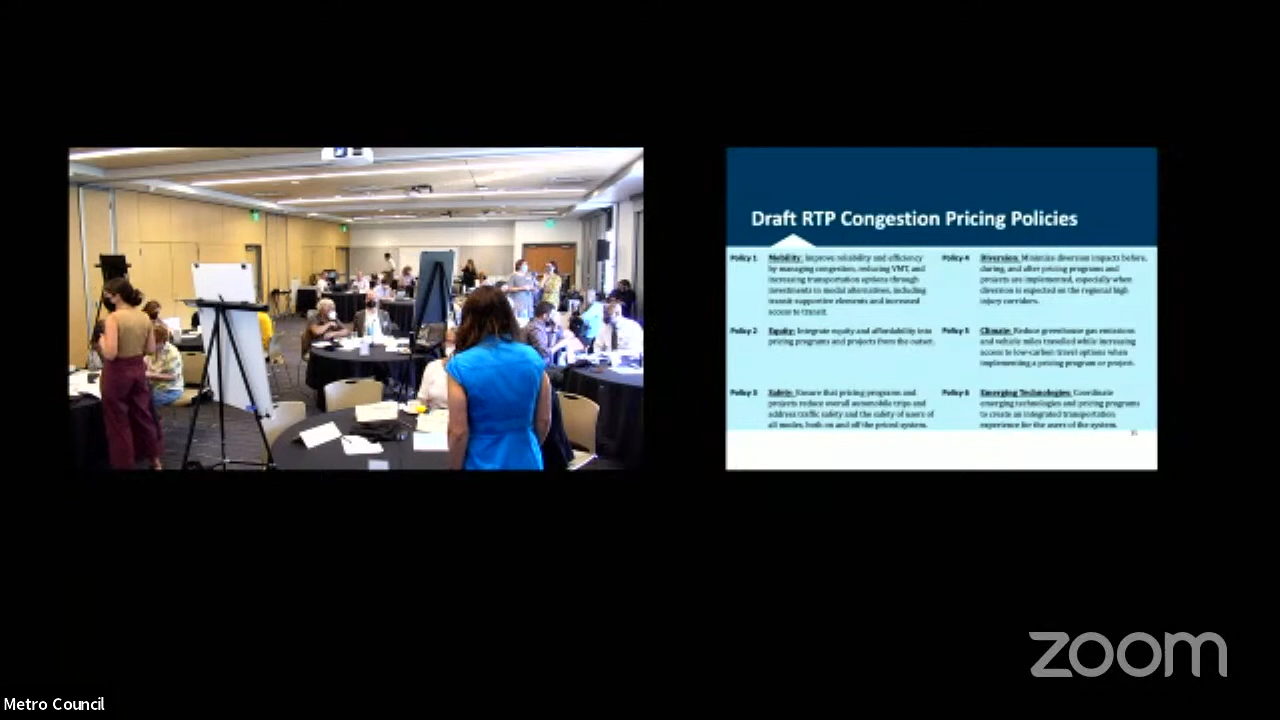 Draft RTP Congestion Pricing Policies
Policy 1
Mobility: Improve reliability and efficiency
by managing congestion, reducing VMT, and
increasing transportation options through
investments in modal alternatives, including
transit-supportive elements and increased
access to transit.
Policy 2
Equity: Integrate equity and affordability into
pricing programs and projects from the outset.
Policy 3
Safety: Ensure that pricing programs and
projects reduce overall automobile trips and
address traffic safety and the safety of users of
all modes, both on and off the priced system.
Policy 4
Diversion: Minimize diversion impacts before,
during, and after pricing programs and
projects are implemented, especially when
diversion is expected on the regional high
injury corridors.
Policy 5
Climate: Reduce greenhouse gas emissions
and vehicle miles travelled while increasing
access to low-carbon travel options when
implementing a pricing program or project.
Policy 6
Emerging Technologies: Coordinate
emerging technologies and pricing programs
to create an integrated transportation
experience for the users of the system.
zoom
Metro Council